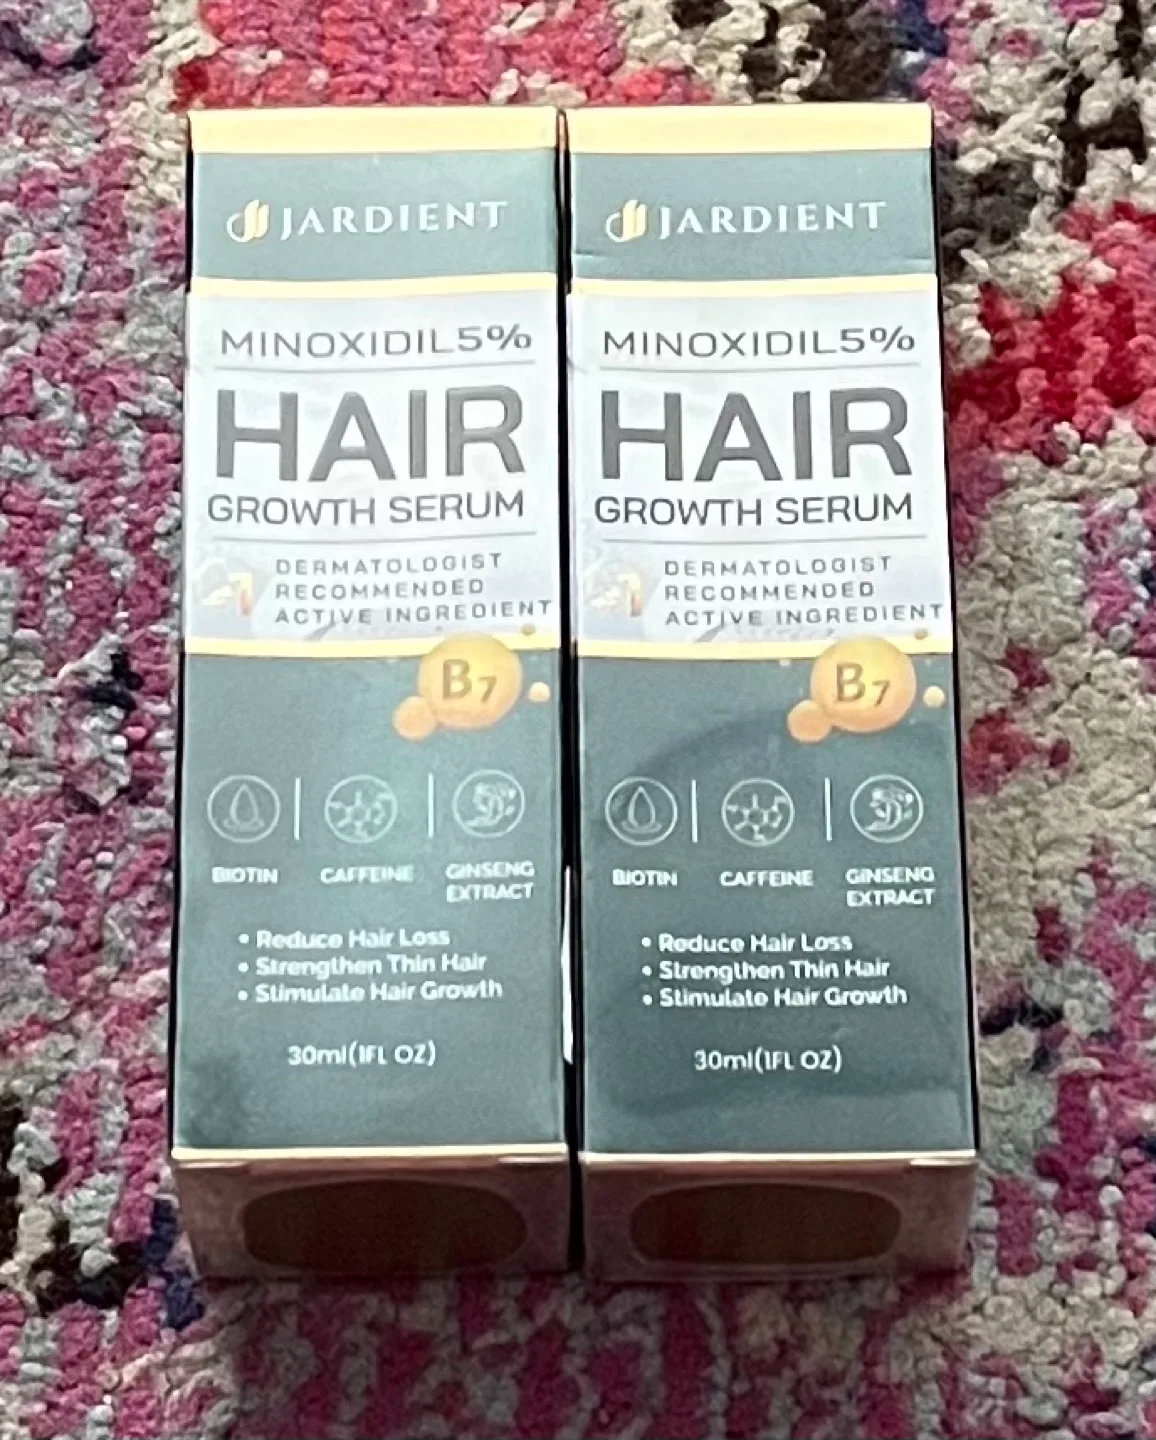 JARDIENT
MINOXIDIL5%
HAIR
GROWTH SERUM
DERMATOLOGIST
RECOMMENDED
ACTIVE INGREDIENT
B7
BIOTIN
CAFFEINE
GINSENG
EXTRACT
• Reduce Hair Loss
• Strengthen Thin Hair
• Stimulate Hair Growth
30ml(1FL OZ)
JARDIENT
MINOXIDIL5%
HAIR
GROWTH SERUM
DERMATOLOGIST
RECOMMENDED
ACTIVE INGREDIENT
B7
BIOTIN
CAFFEINE
GINSENG
EXTRACT
• Reduce Hair Loss
• Strengthen Thin Hair
• Stimulate Hair Growth
30ml(1FL OZ)